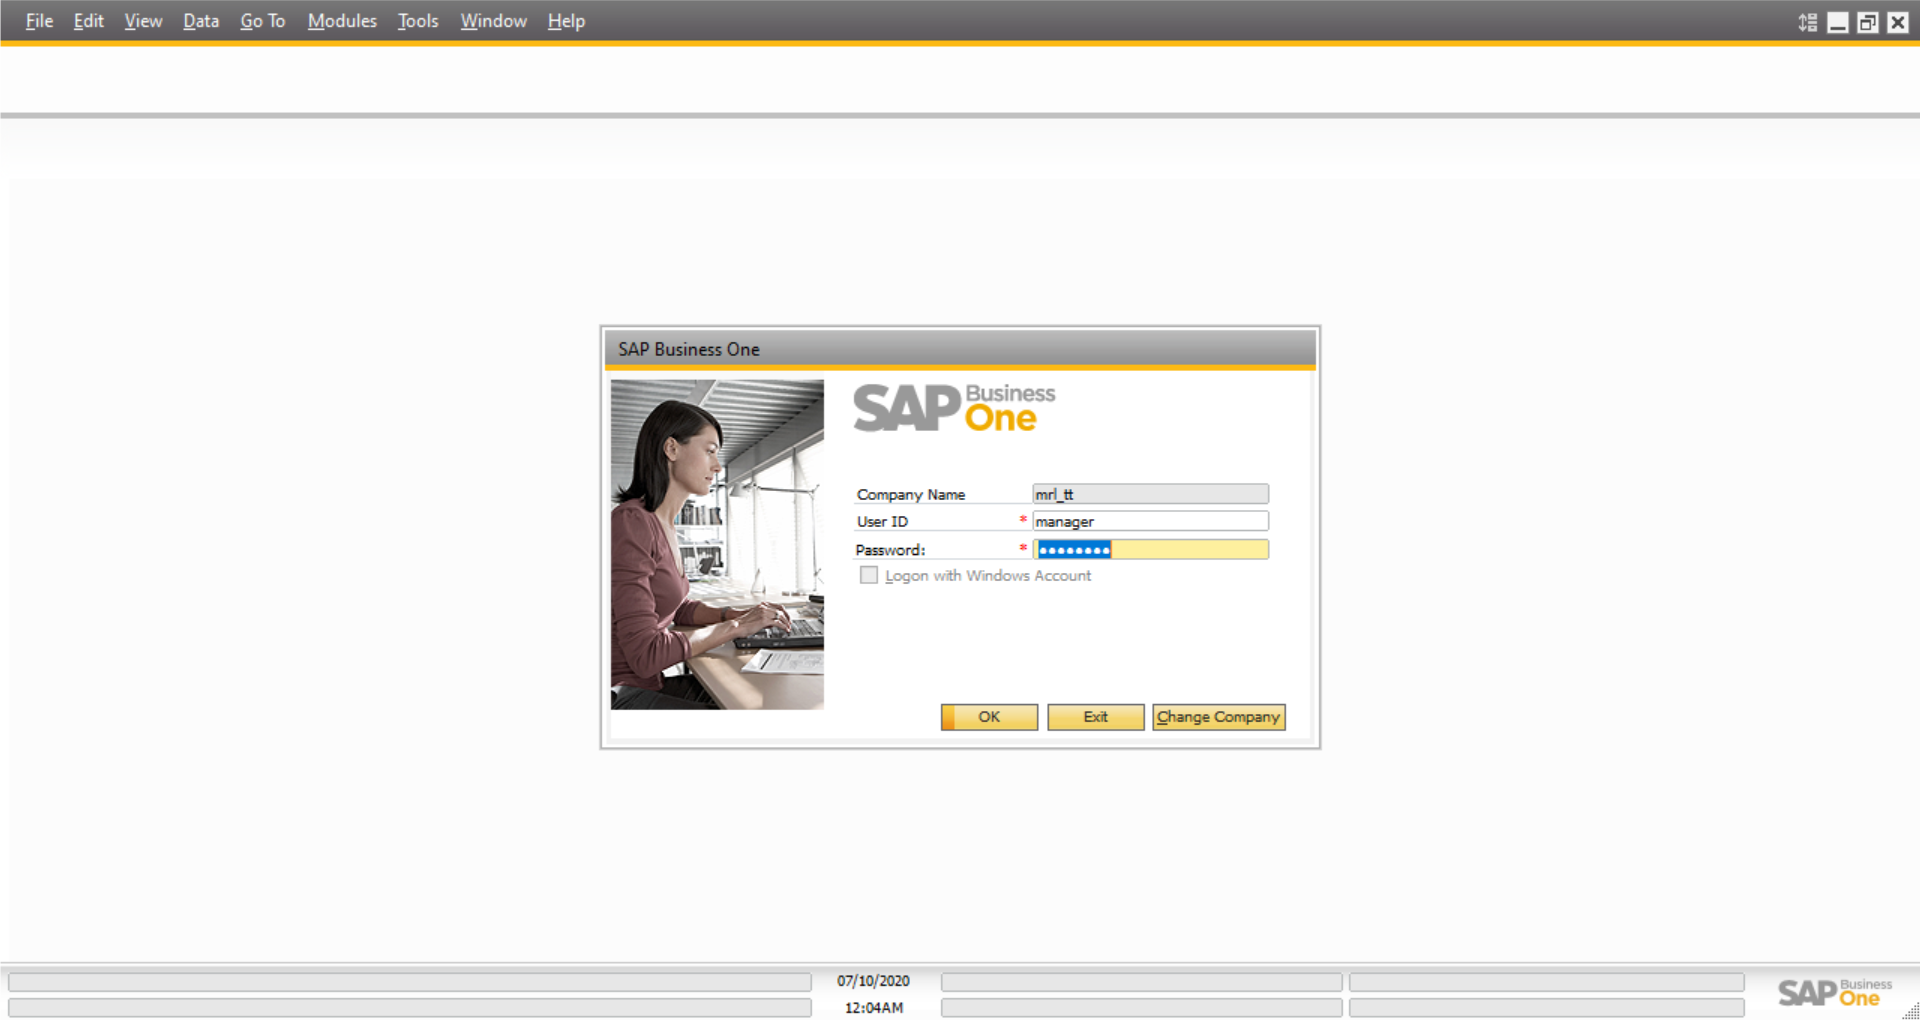 File Edit View Data Go To Modules Tools Window Help
SAP Business One
SAP Business One
Company Name mrl_tt
User ID * manager
Password: * ••••••••
Logon with Windows Account
OK Exit Change Company
07/10/2020
12:04AM
SAP Business One